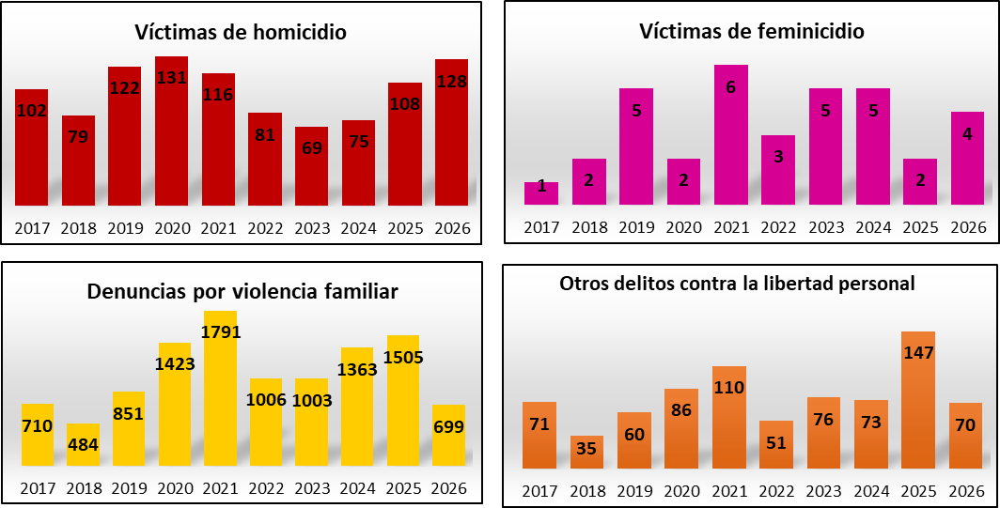 Víctimas de homicidio
102 79 122 131 116 81 69 75 108 128
2017 2018 2019 2020 2021 2022 2023 2024 2025 2026
Víctimas de feminicidio
1 2 5 2 6 3 5 5 2 4
2017 2018 2019 2020 2021 2022 2023 2024 2025 2026
Denuncias por violencia familiar
710 484 851 1423 1791 1006 1003 1363 1505 699
2017 2018 2019 2020 2021 2022 2023 2024 2025 2026
Otros delitos contra la libertad personal
71 35 60 86 110 51 76 73 147 70
2017 2018 2019 2020 2021 2022 2023 2024 2025 2026